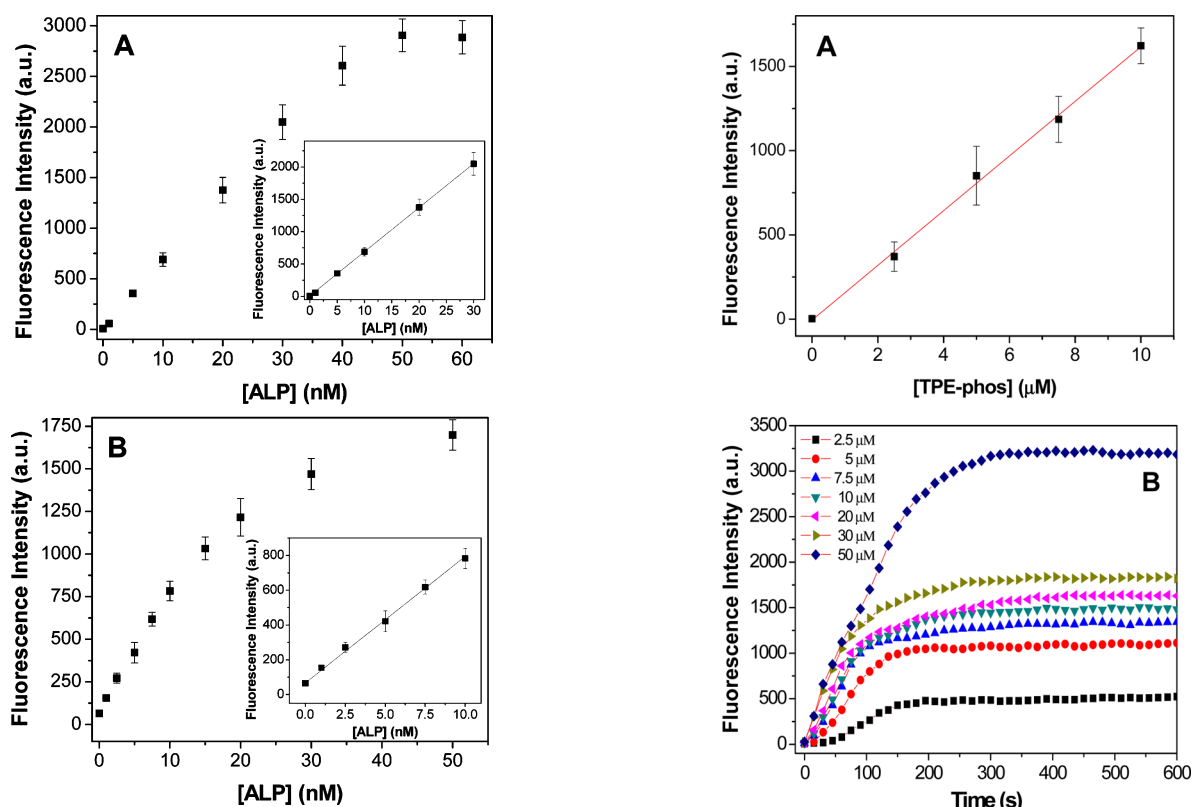 A
Fluorescence Intensity (a.u.)
3000
2500
2000
1500
1000
500
0
0 10 20 30 40 50 60
[ALP] (nM)
Fluorescence Intensity (a.u.)
2000
1500
1000
500
0
0 5 10 15 20 25 30
[ALP] (nM)
A
Fluorescence Intensity (a.u.)
1500
1000
500
0
0 2 4 6 8 10
[TPE-phos] (μM)
B
Fluorescence Intensity (a.u.)
1750
1500
1250
1000
750
500
250
0
0 10 20 30 40 50
[ALP] (nM)
Fluorescence Intensity (a.u.)
800
600
400
200
0
0.0 2.5 5.0 7.5 10.0
[ALP] (nM)
B
Fluorescence Intensity (a.u.)
3500
3000
2500
2000
1500
1000
500
0
2.5 μM
5 μM
7.5 μM
10 μM
20 μM
30 μM
50 μM
0 100 200 300 400 500 600
Time (s)